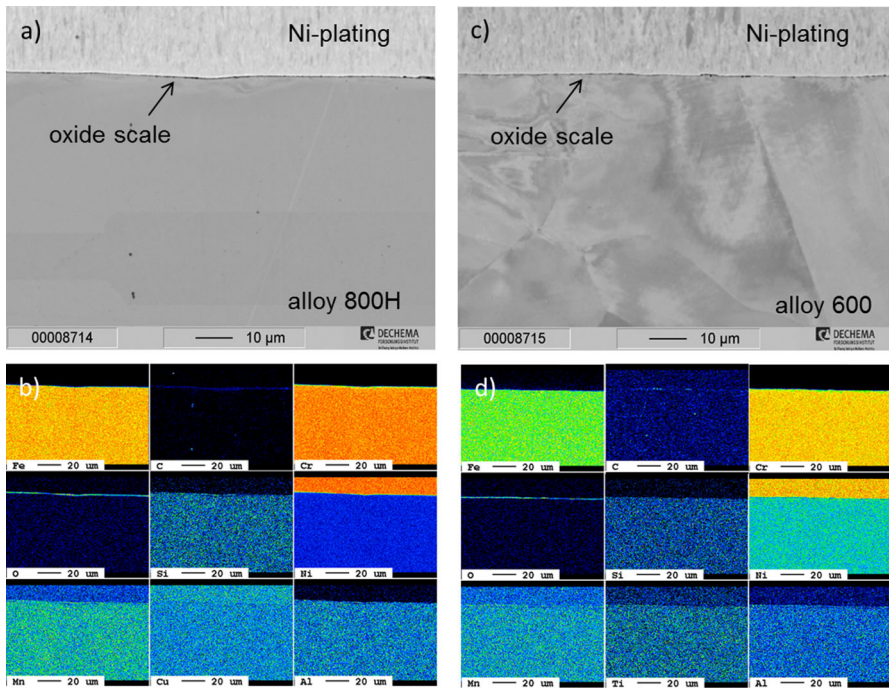 a)
Ni-plating
oxide scale
alloy 800H
00008714
10 µm
DECHEMA
FORSCHUNGSINSTITUT
c)
Ni-plating
oxide scale
alloy 600
00008715
10 µm
DECHEMA
FORSCHUNGSINSTITUT
b)
Fe 20 um
C 20 um
Cr 20 um
O 20 um
Si 20 um
Ni 20 um
Mn 20 um
Cu 20 um
Al 20 um
d)
Fe 20 um
C 20 um
Cr 20 um
O 20 um
Si 20 um
Ni 20 um
Mn 20 um
Ti 20 um
Al 20 um